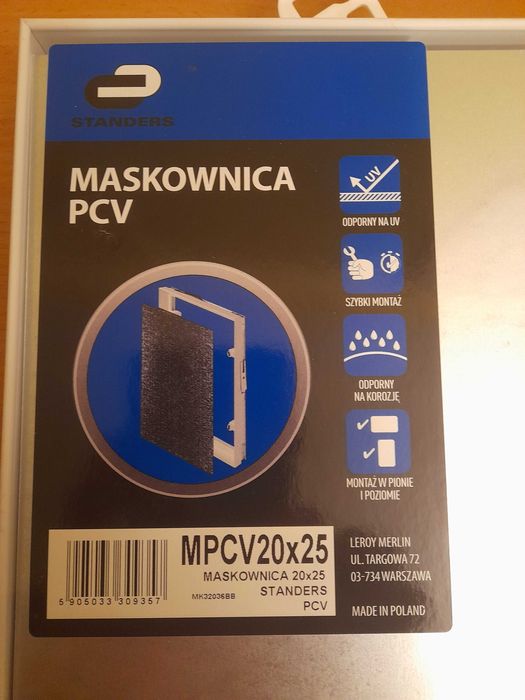 STANDERS
MASKOWNICA
PCV
UV
ODPORNY NA UV
SZYBKI MONTAŻ
ODPORNY
NA KOROZJĘ
MONTAŻ W PIONIE
I POZIOMIE
MPCV20x25
MASKOWNICA 20x25
MK32036BB
STANDERS
PCV
5 905033 309357
LEROY MERLIN
UL. TARGOWA 72
03-734 WARSZAWA
MADE IN POLAND